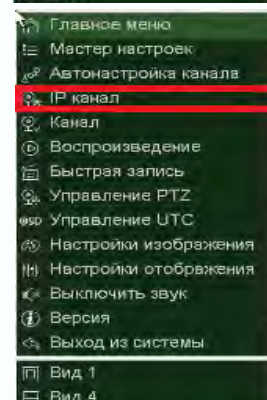 Главное меню
Мастер настроек
Автонастройка канала
IP канал
Канал
Воспроизведение
Быстрая запись
Управление PTZ
Управление UTC
Настройки изображения
Настройки отображения
Выключить звук
Версия
Выход из системы
Вид 1
Вид 4